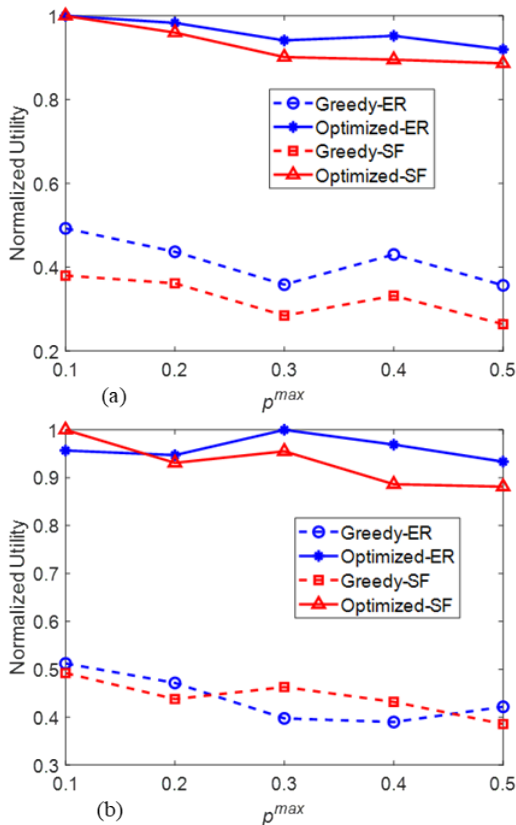 1
0.8
0.6
0.4
0.2
Normalized Utility
Greedy-ER
Optimized-ER
Greedy-SF
Optimized-SF
0.1 0.2 0.3 0.4 0.5
(a)
p^max
1
0.9
0.8
0.7
0.6
0.5
0.4
0.3
Normalized Utility
Greedy-ER
Optimized-ER
Greedy-SF
Optimized-SF
0.1 0.2 0.3 0.4 0.5
(b)
p^max